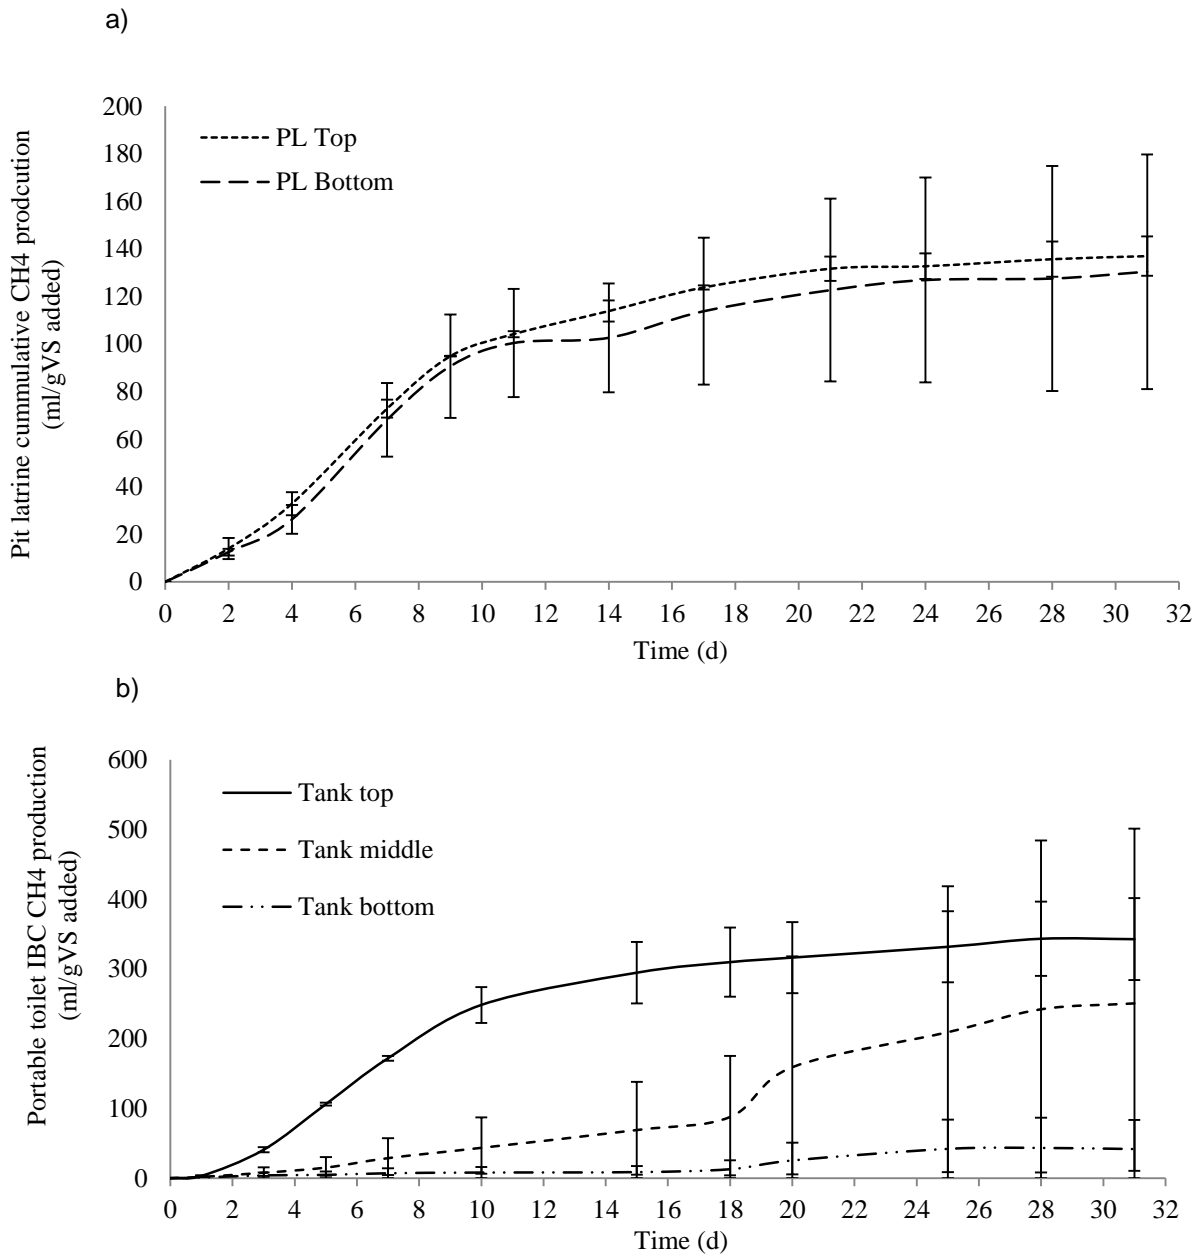 a)
Pit latrine cummulative CH4 prodcution
(ml/gVS added)
200
180
160
140
120
100
80
60
40
20
0
PL Top
PL Bottom
0 2 4 6 8 10 12 14 16 18 20 22 24 26 28 30 32
Time (d)
b)
Portable toilet IBC CH4 production
(ml/gVS added)
600
500
400
300
200
100
0
Tank top
Tank middle
Tank bottom
0 2 4 6 8 10 12 14 16 18 20 22 24 26 28 30 32
Time (d)